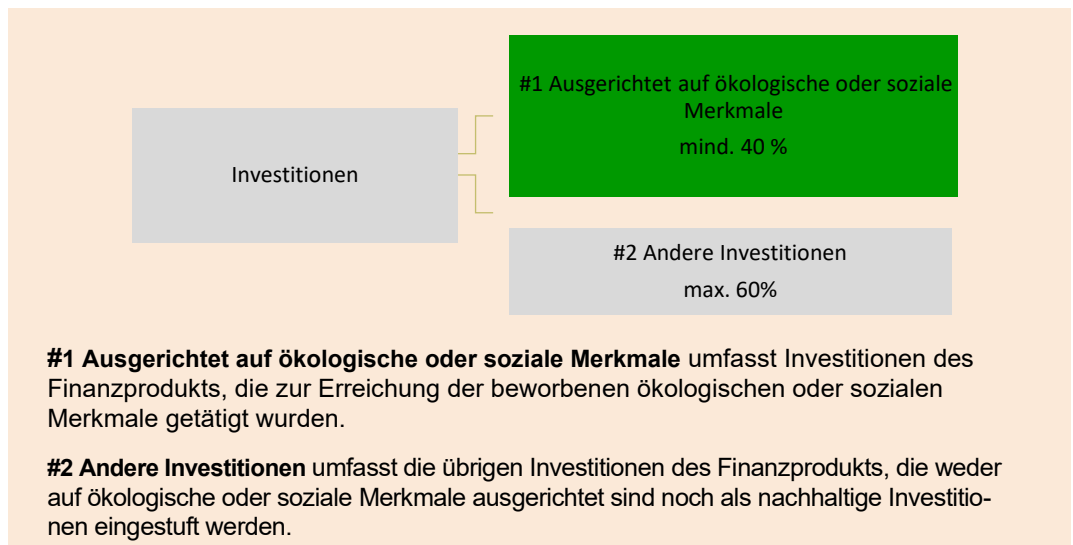 #1 Ausgerichtet auf ökologische oder soziale
Merkmale
mind. 40 %
Investitionen
#2 Andere Investitionen
max. 60%
#1 Ausgerichtet auf ökologische oder soziale Merkmale umfasst Investitionen des
Finanzprodukts, die zur Erreichung der beworbenen ökologischen oder sozialen
Merkmale getätigt wurden.
#2 Andere Investitionen umfasst die übrigen Investitionen des Finanzprodukts, die weder
auf ökologische oder soziale Merkmale ausgerichtet sind noch als nachhaltige Investitio-
nen eingestuft werden.